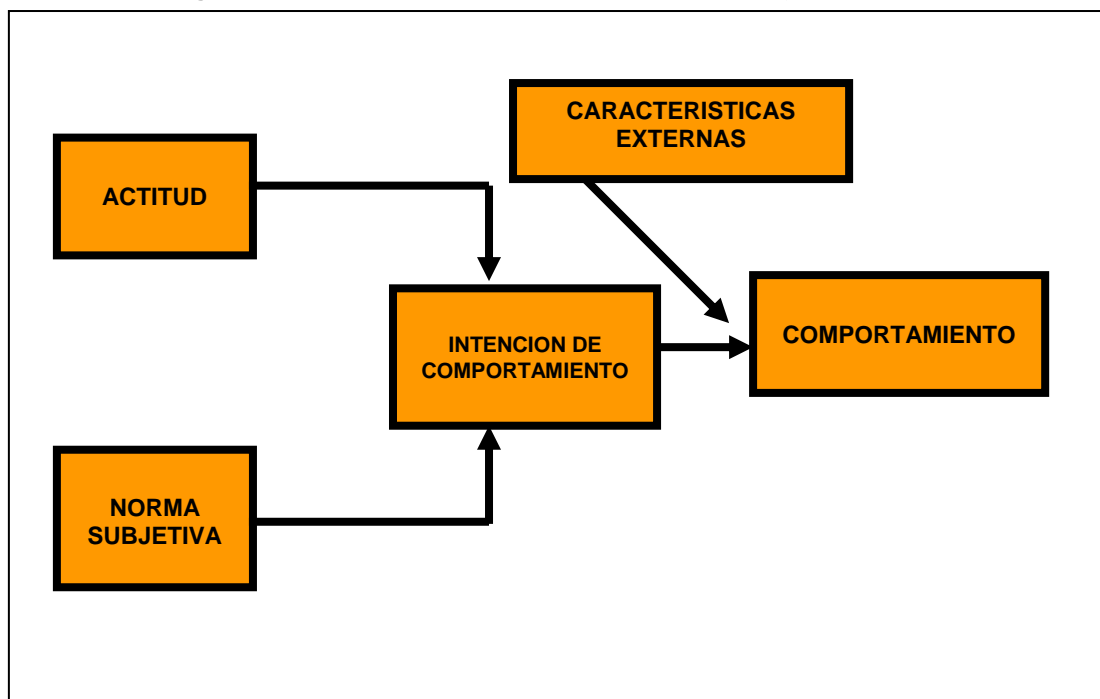 CARACTERISTICAS
EXTERNAS
ACTITUD
INTENCION DE
COMPORTAMIENTO
COMPORTAMIENTO
NORMA
SUBJETIVA